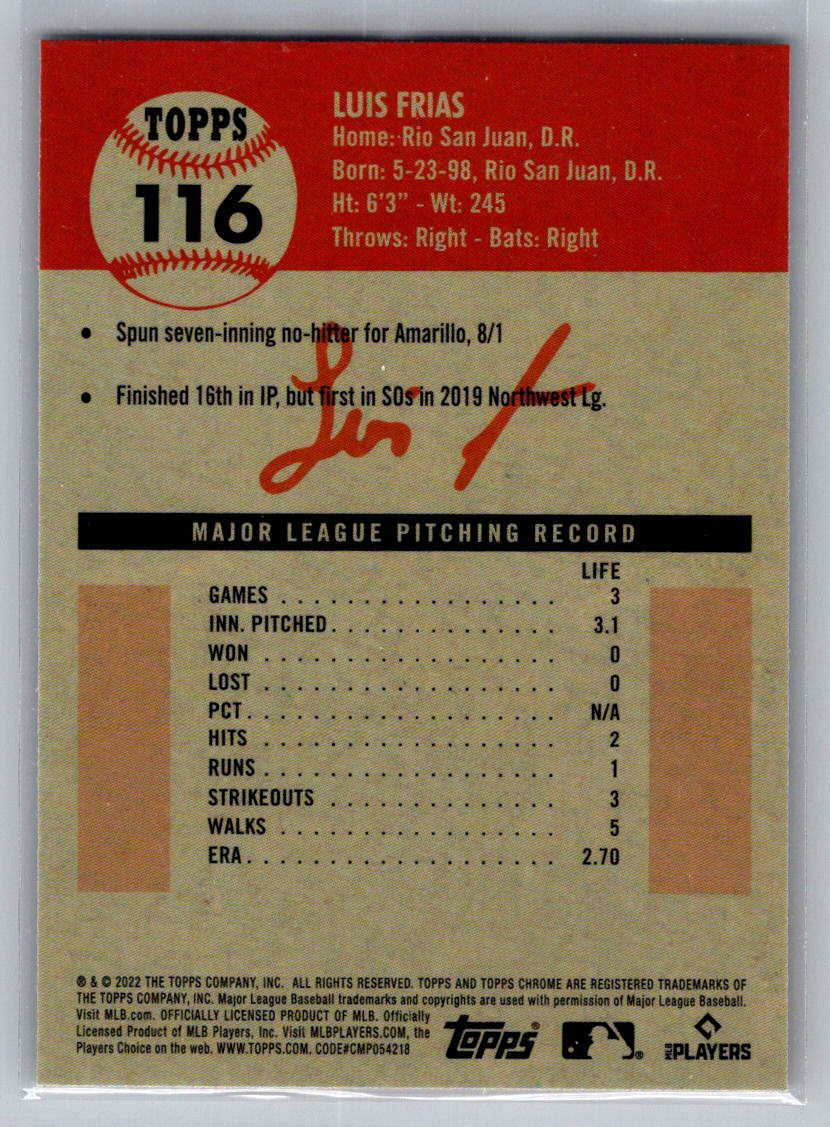 TOPPS
116
LUIS FRIAS
Home: Rio San Juan, D.R.
Born: 5-23-98, Rio San Juan, D.R.
Ht: 6'3" - Wt: 245
Throws: Right - Bats: Right
• Spun seven-inning no-hitter for Amarillo, 8/1
• Finished 16th in IP, but first in SOs in 2019 Northwest Lg.
Luis
MAJOR LEAGUE PITCHING RECORD
LIFE
GAMES . . . . . . . . . . . . . . . . . 3
INN. PITCHED . . . . . . . . . . . . . . 3.1
WON . . . . . . . . . . . . . . . . . . 0
LOST . . . . . . . . . . . . . . . . . . 0
PCT. . . . . . . . . . . . . . . . . . . N/A
HITS . . . . . . . . . . . . . . . . . . 2
RUNS . . . . . . . . . . . . . . . . . . 1
STRIKEOUTS . . . . . . . . . . . . . . 3
WALKS . . . . . . . . . . . . . . . . . 5
ERA . . . . . . . . . . . . . . . . . . . 2.70
® & © 2022 THE TOPPS COMPANY, INC. ALL RIGHTS RESERVED. TOPPS AND TOPPS CHROME ARE REGISTERED TRADEMARKS OF
THE TOPPS COMPANY, INC. Major League Baseball trademarks and copyrights are used with permission of Major League Baseball.
Visit MLB.com. OFFICIALLY LICENSED PRODUCT OF MLB. Officially
Licensed Product of MLB Players, Inc. Visit MLBPLAYERS.COM, the
Players Choice on the web. WWW.TOPPS.COM. CODE#CMP054218
Topps®
®
MLB PLAYERS